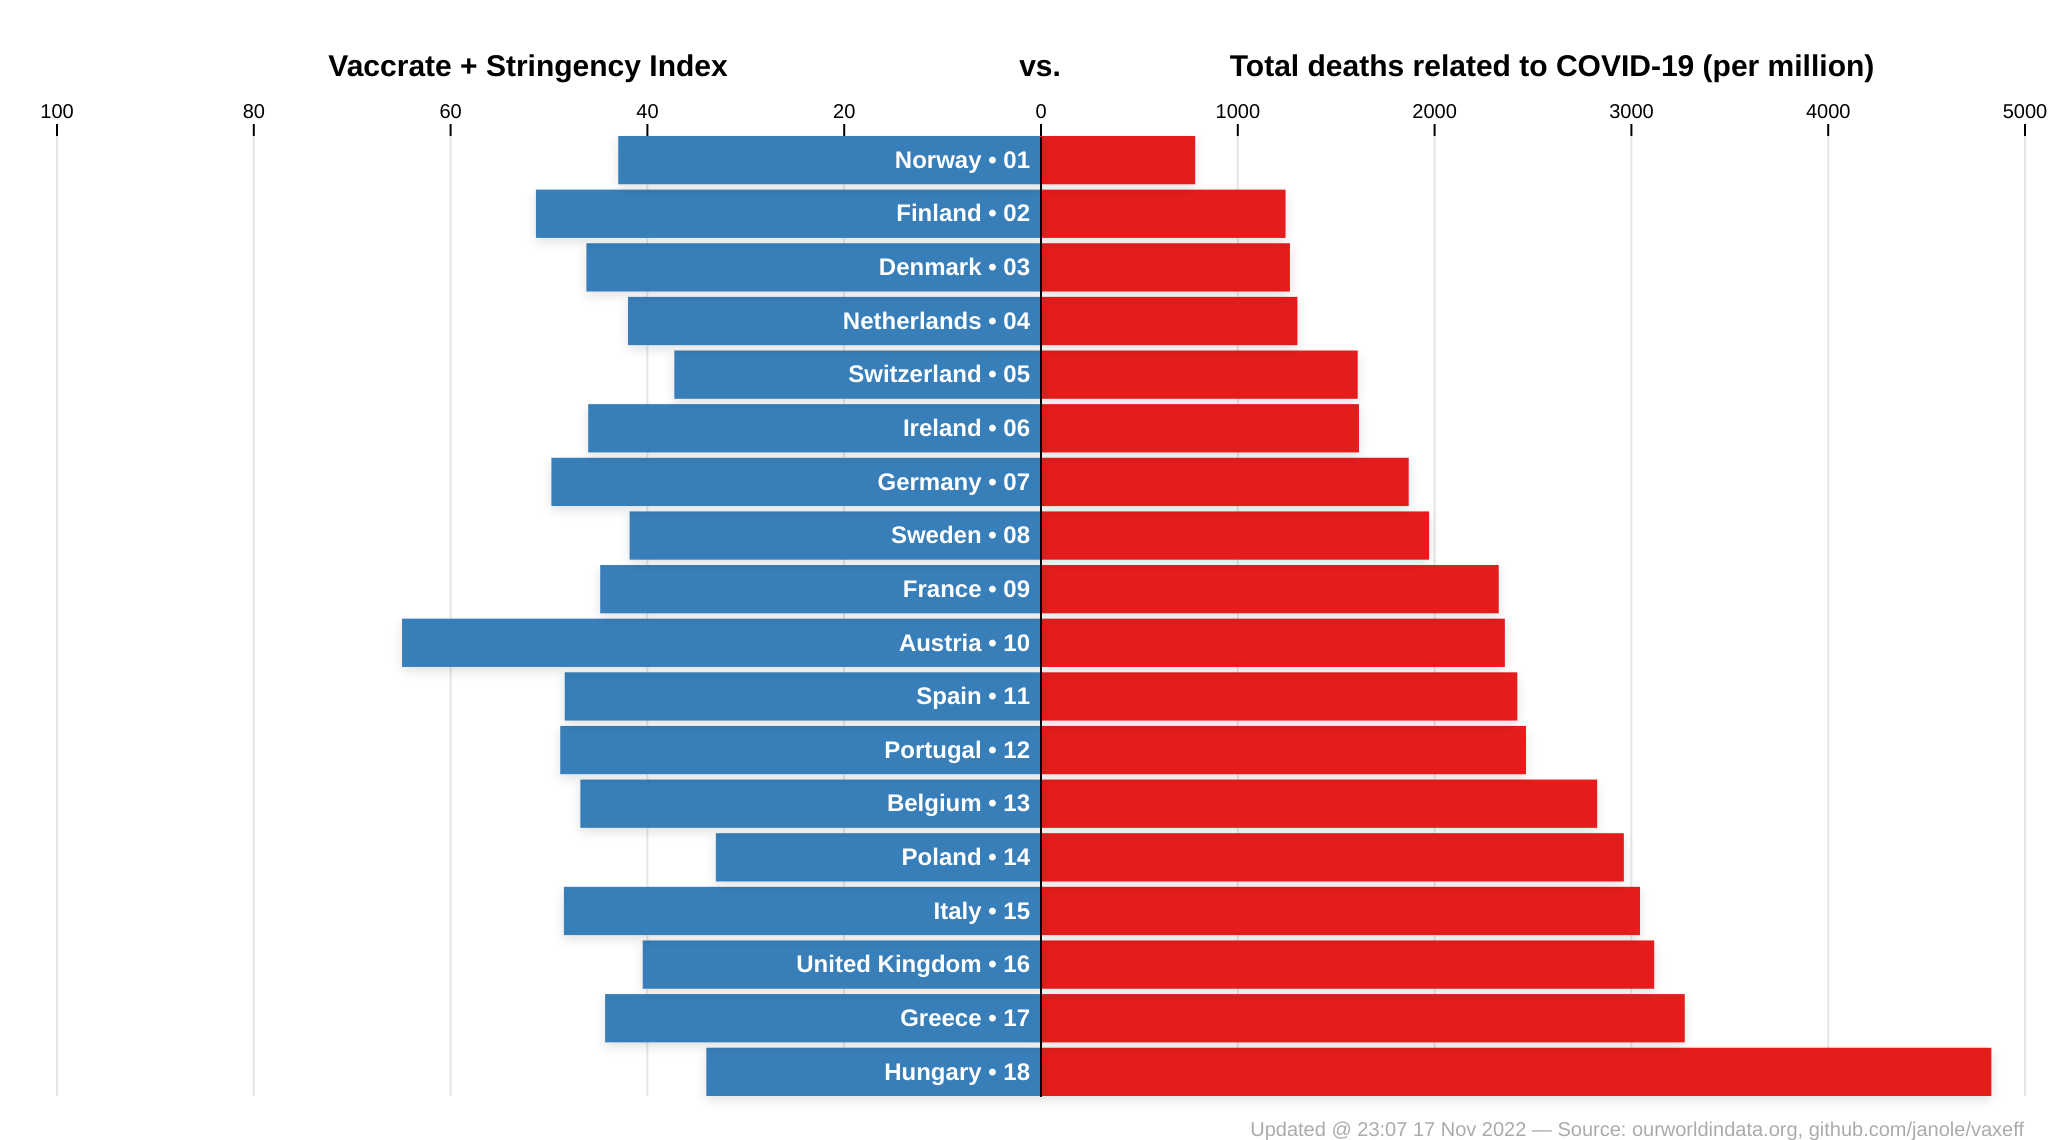 Vaccrate + Stringency Index vs. Total deaths related to COVID-19 (per million)
100 80 60 40 20 0 1000 2000 3000 4000 5000
Norway • 01
Finland • 02
Denmark • 03
Netherlands • 04
Switzerland • 05
Ireland • 06
Germany • 07
Sweden • 08
France • 09
Austria • 10
Spain • 11
Portugal • 12
Belgium • 13
Poland • 14
Italy • 15
United Kingdom • 16
Greece • 17
Hungary • 18
Updated @ 23:07 17 Nov 2022 — Source: ourworldindata.org, github.com/janole/vaxeff